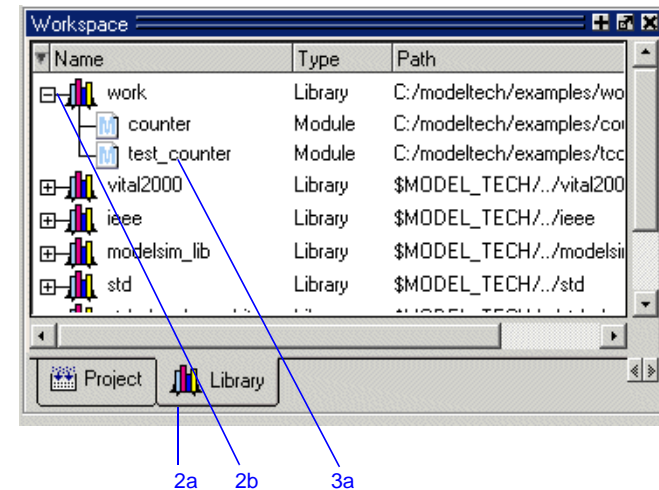 Workspace
Name Type Path
work Library C:/modeltech/examples/wo
counter Module C:/modeltech/examples/cou
test_counter Module C:/modeltech/examples/tcc
vital2000 Library $MODEL_TECH/../vital200
ieee Library $MODEL_TECH/../ieee
modelsim_lib Library $MODEL_TECH/../modelsi
std Library $MODEL_TECH/../std
Project Library
2a 2b 3a